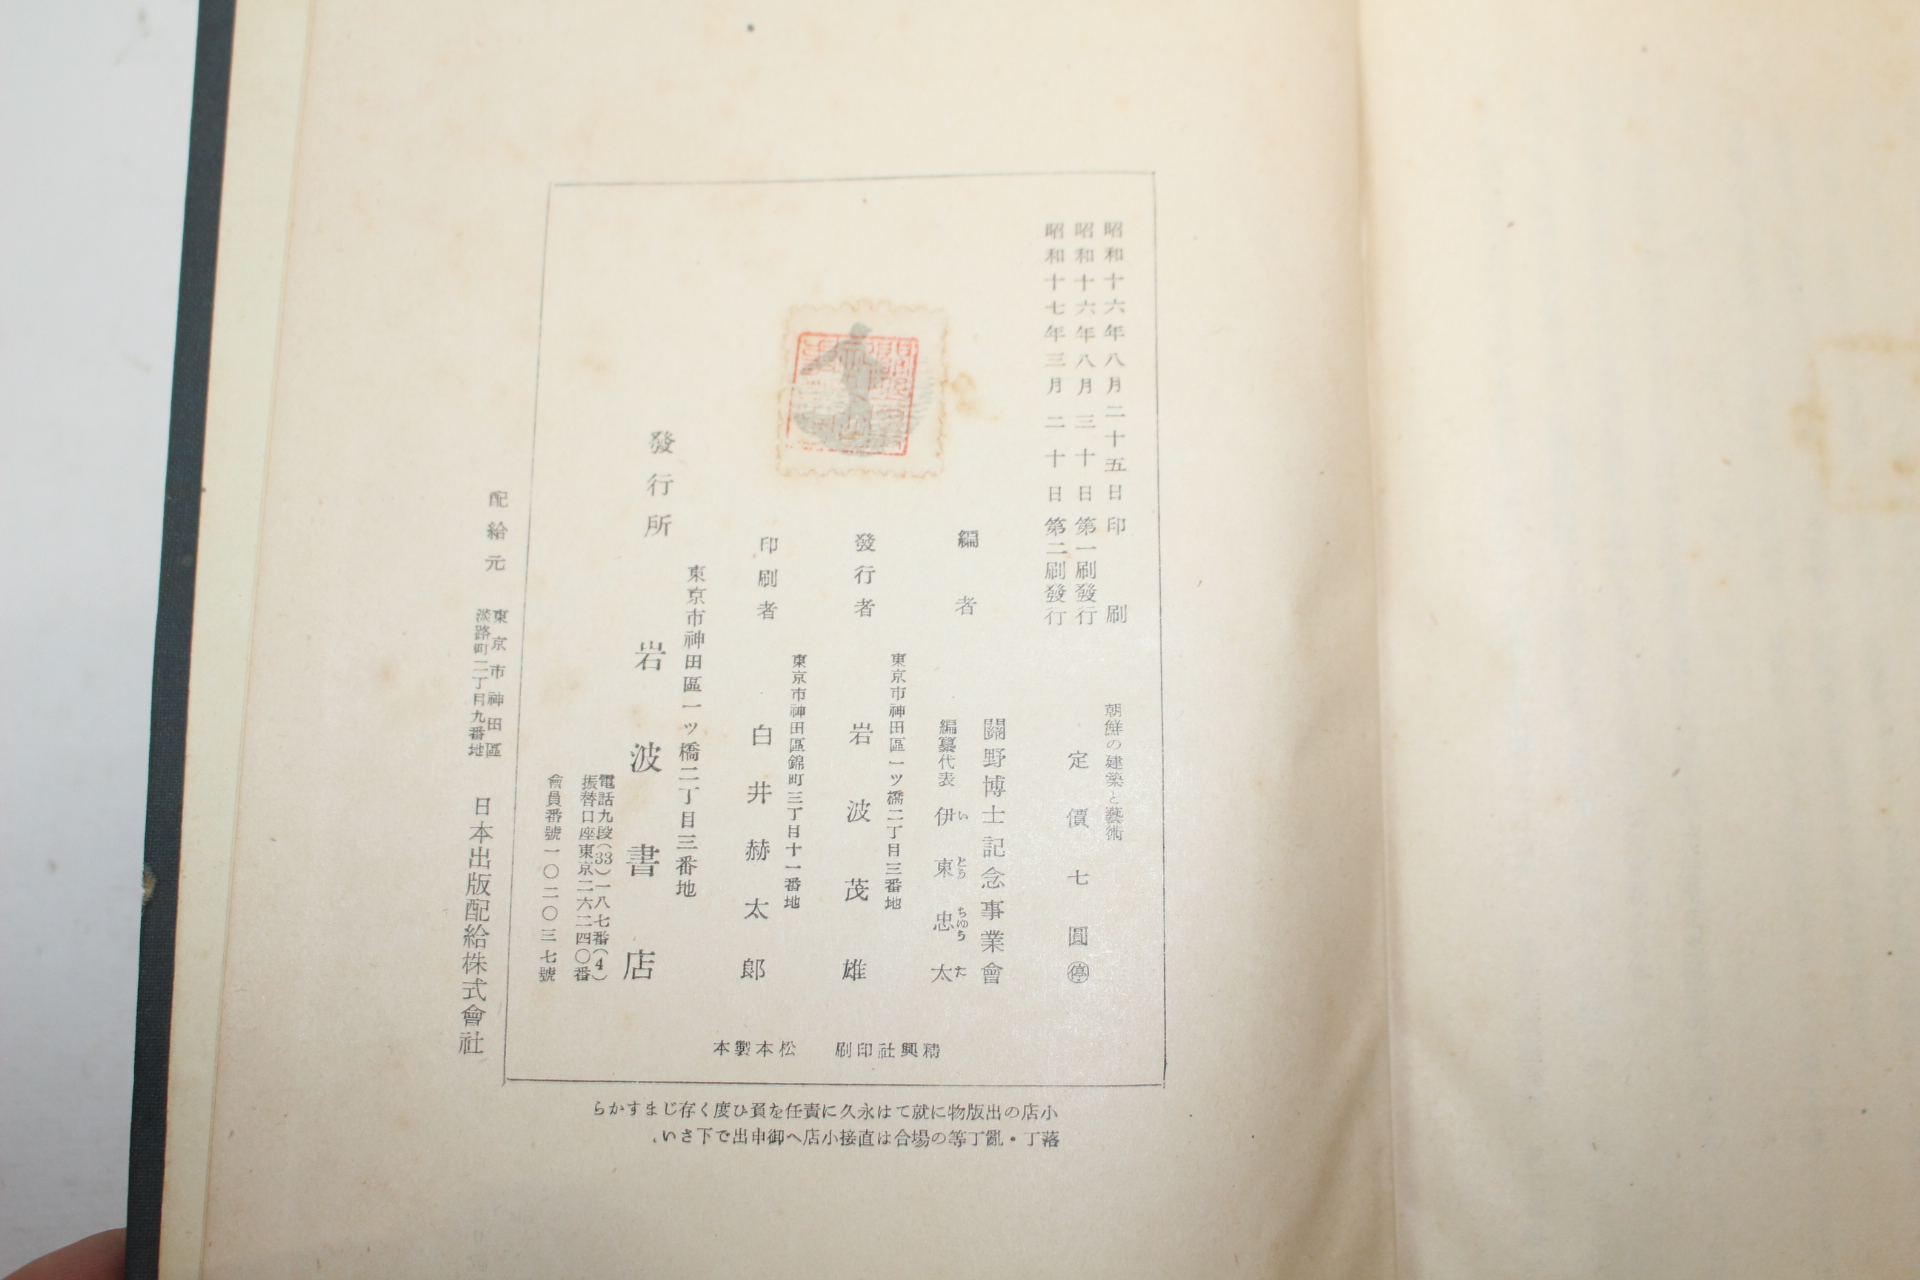 昭和十六年八月二十五日印刷
昭和十六年八月三十日第一刷發行
昭和十七年三月二十日第二刷發行
朝鮮の建築と藝術
定價七圓 ㊡
編者
關野博士記念事業會
編纂代表 伊東忠太
いとうちゆうた
發行者
東京市神田區一ツ橋二丁目三番地
岩波茂雄
印刷者
東京市神田區錦町三丁目十一番地
白井赫太郎
發行所
東京市神田區一ツ橋二丁目三番地
岩波書店
電話九段(33)一八七番(4)
振替口座東京二六二四〇番
會員番號一〇二〇三七號
精興社印刷 松本製本
配給元
東京市神田區
淡路町二丁目九番地
日本出版配給株式會社
小店の出版物に就ては永久に責任を負ひ度く存じますから
落丁・亂丁等の場合は直接小店へ御申出で下さい、